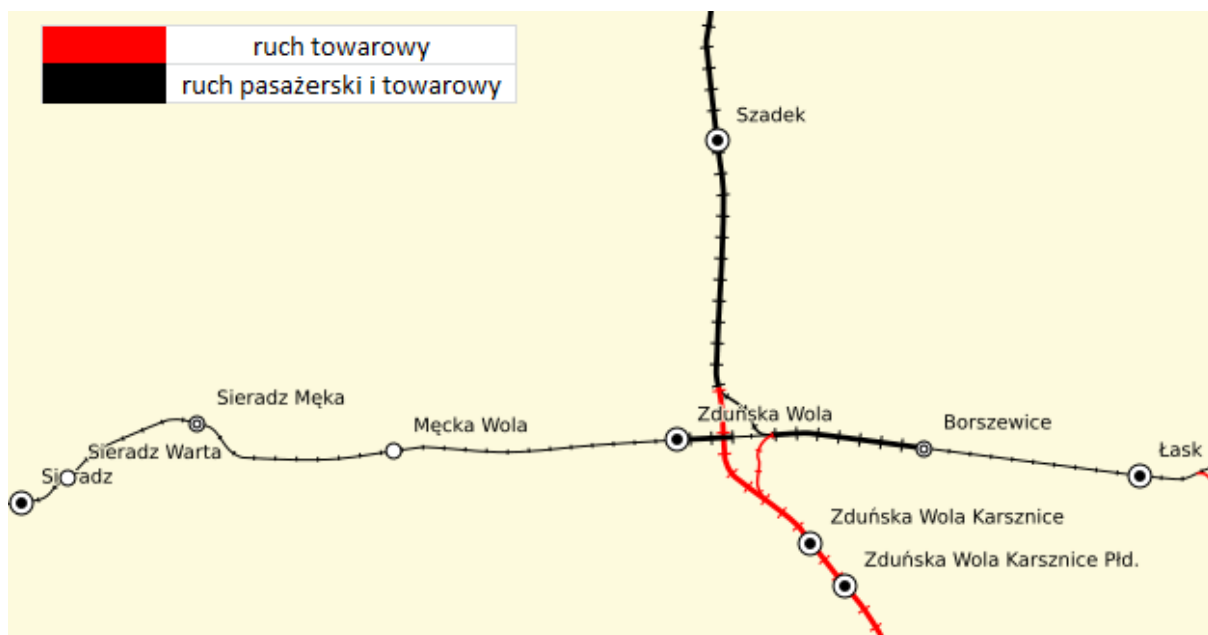 ruch towarowy
ruch pasażerski i towarowy
Szadek
Sieradz Męka
Zduńska Wola
Męcka Wola
Borszewice
Sieradz Warta
Łask
Sieradz
Zduńska Wola Karsznice
Zduńska Wola Karsznice Płd.